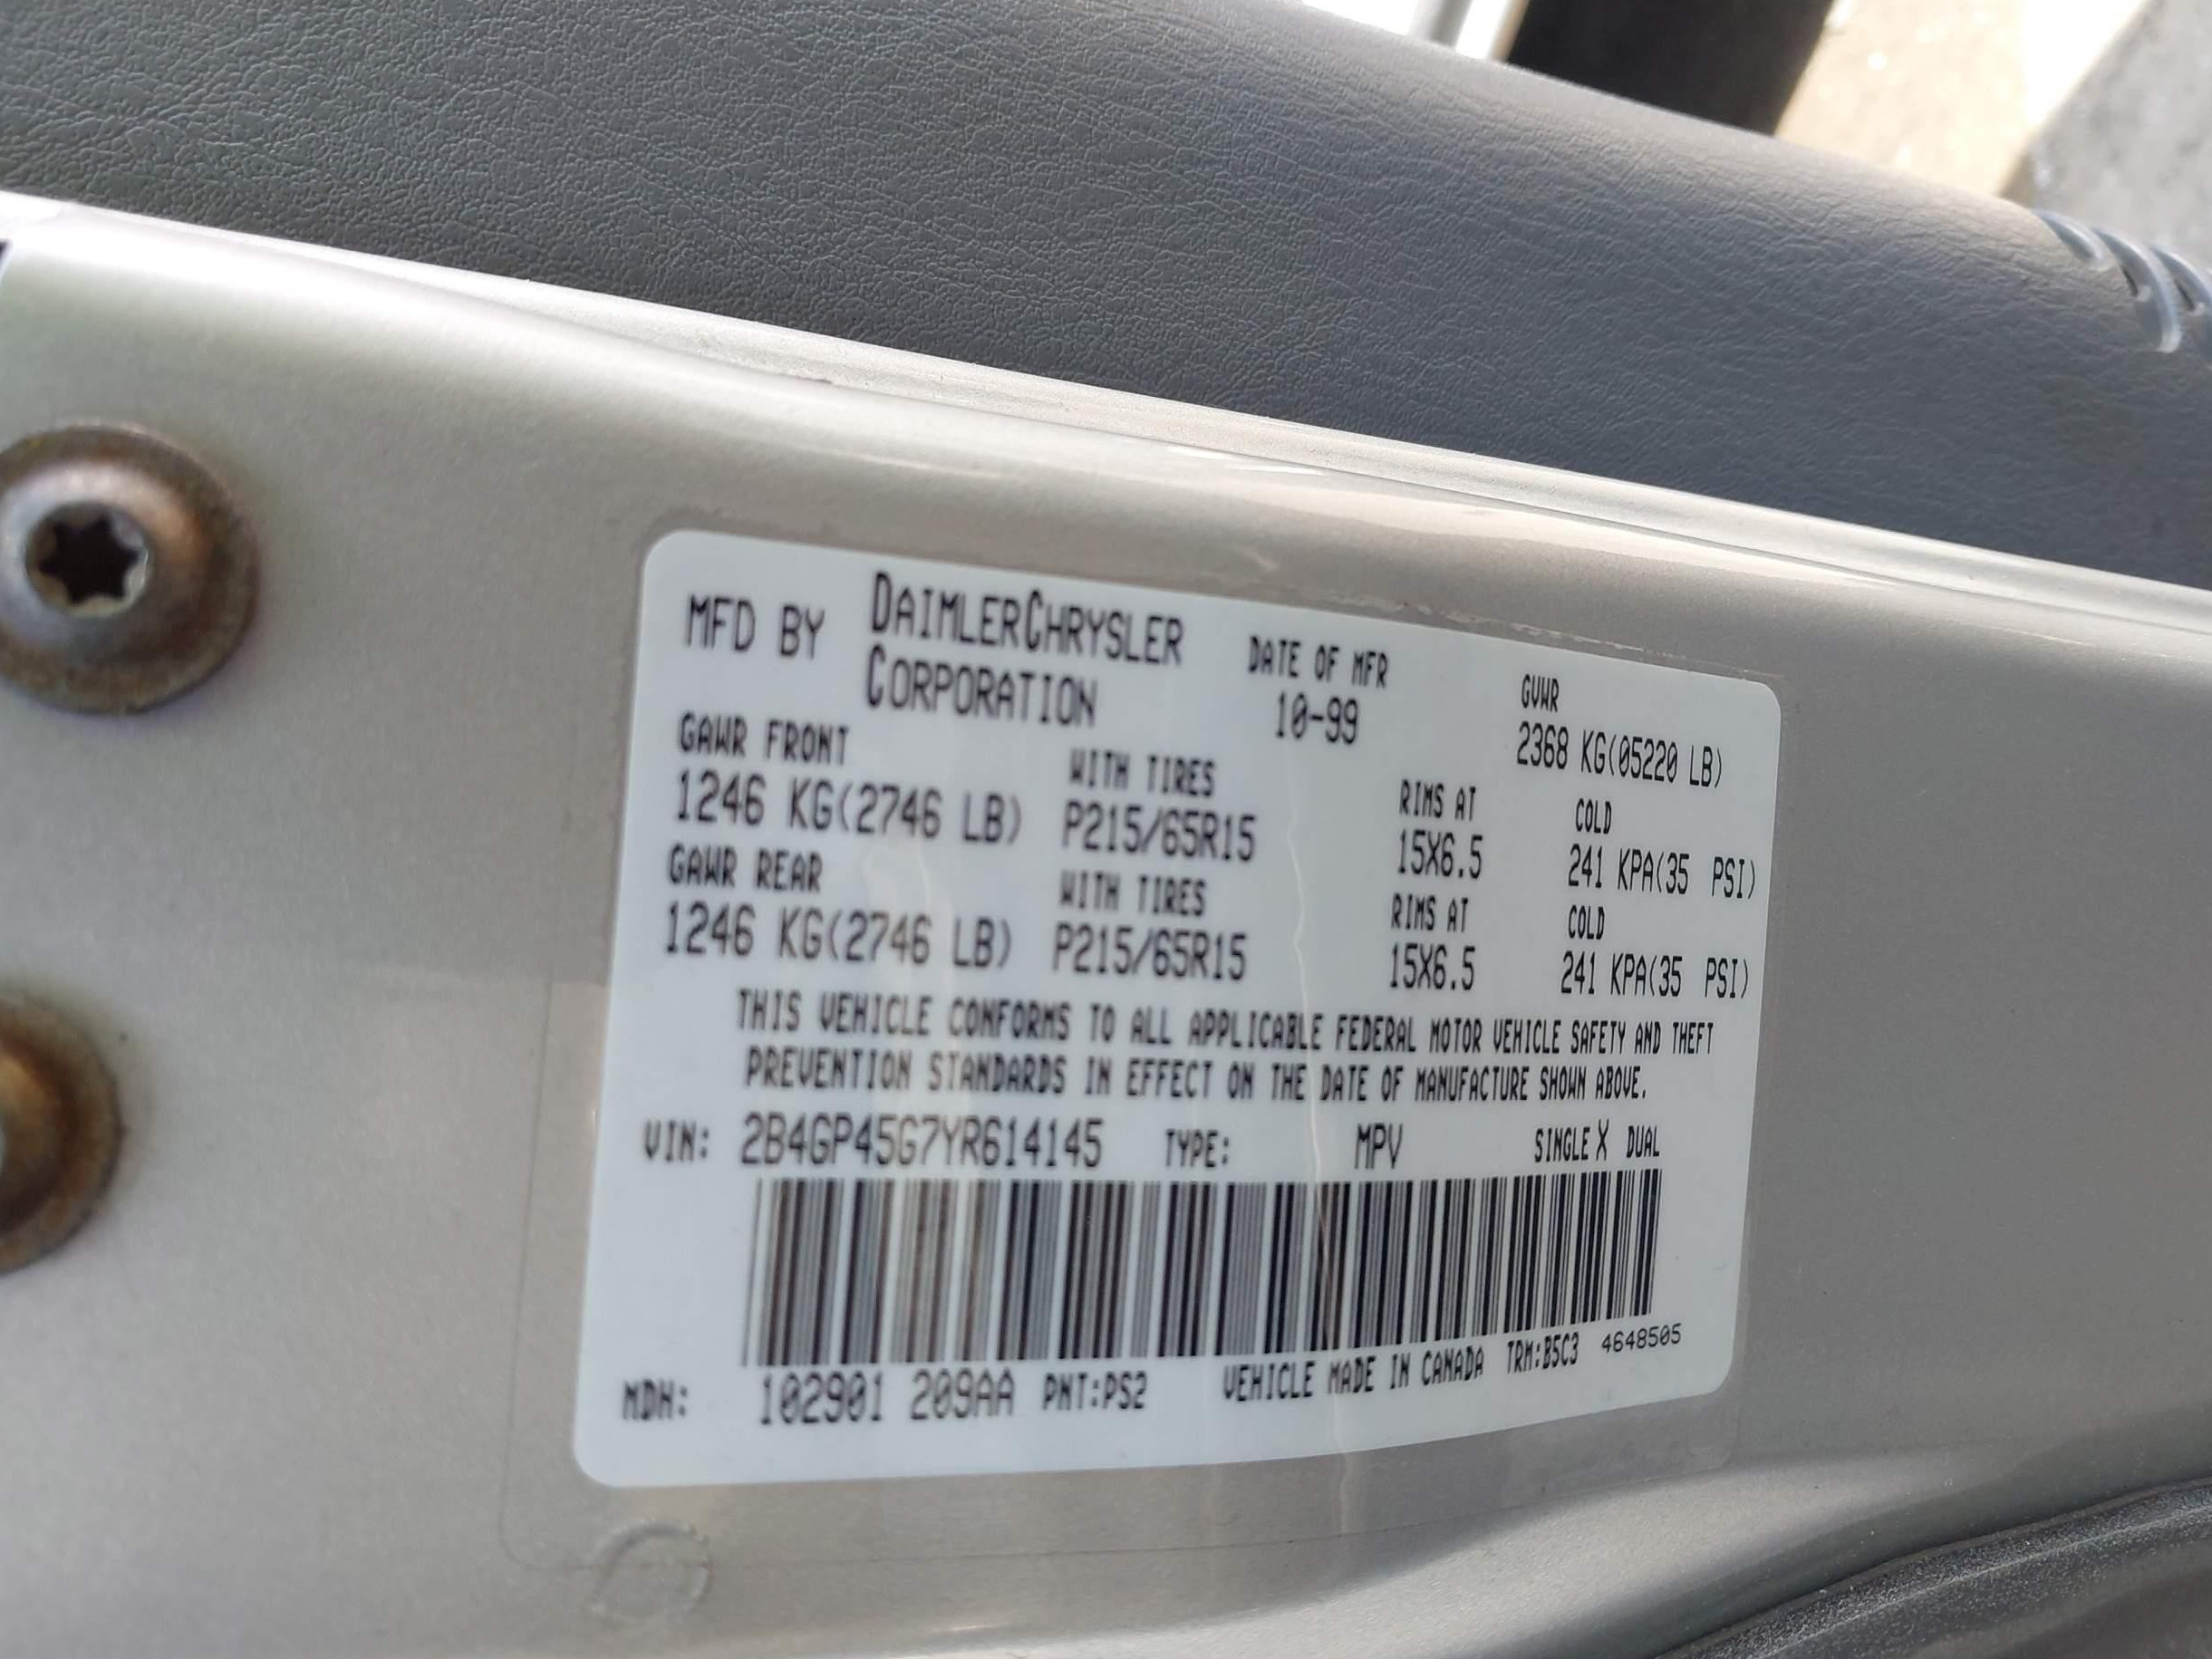 MFD BY DAIMLERCHRYSLER CORPORATION
DATE OF MFR 10-99
GVWR 2368 KG(05220 LB)
GAWR FRONT WITH TIRES RIMS AT COLD
1246 KG(2746 LB) P215/65R15 15X6.5 241 KPA(35 PSI)
GAWR REAR WITH TIRES RIMS AT COLD
1246 KG(2746 LB) P215/65R15 15X6.5 241 KPA(35 PSI)
THIS VEHICLE CONFORMS TO ALL APPLICABLE FEDERAL MOTOR VEHICLE SAFETY AND THEFT
PREVENTION STANDARDS IN EFFECT ON THE DATE OF MANUFACTURE SHOWN ABOVE.
VIN: 2B4GP45G7YR614145 TYPE: MPV SINGLE X DUAL
MDH: 102901 209AA PNT:PS2 VEHICLE MADE IN CANADA TRM:B5C3 4648505